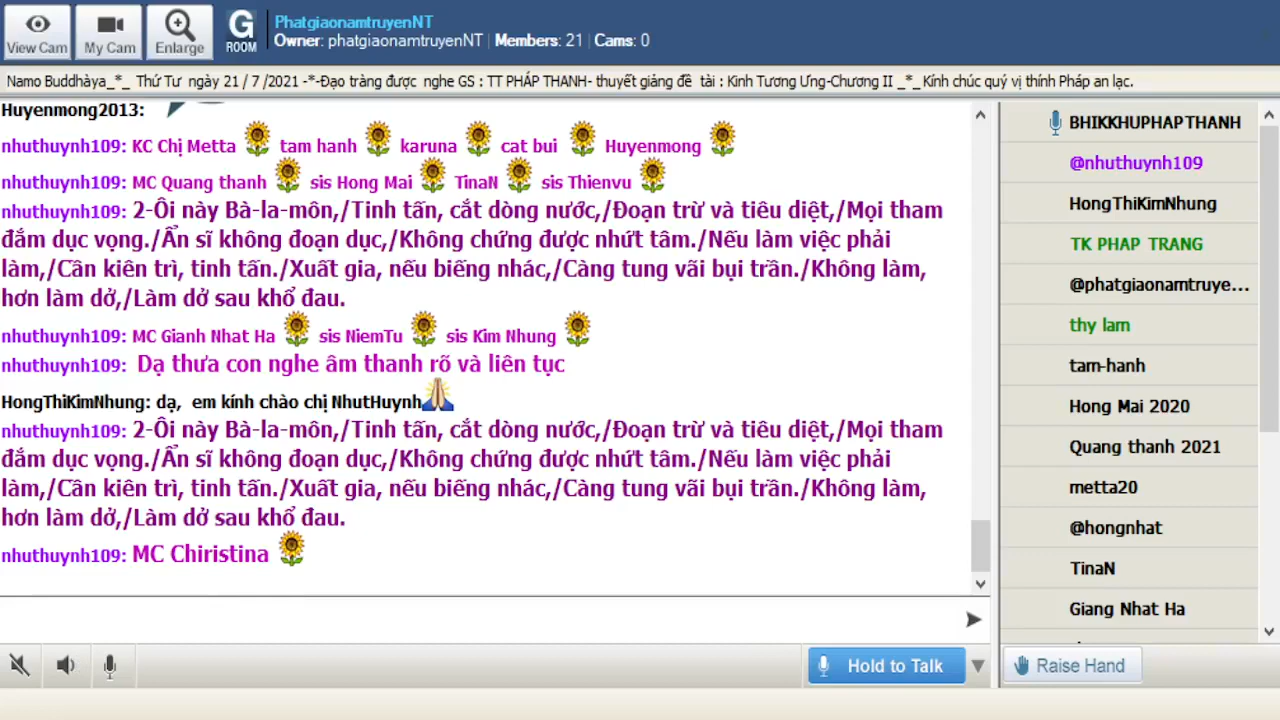 View Cam
My Cam
Enlarge
G
ROOM
PhatgiaonamtruyenNT
Owner: phatgiaonamtruyenNT | Members: 21 | Cams: 0
Namo Buddhàya_*_ Thứ Tư ngày 21 / 7 /2021 -*-Đạo tràng được nghe GS : TT PHÁP THANH- thuyết giảng đề tài : Kinh Tương Ưng-Chương II _*_Kính chúc quý vị thính Pháp an lạc.
Huyenmong2013:
nhuthuynh109: KC Chị Metta tam hanh karuna cat bui Huyenmong
nhuthuynh109: MC Quang thanh sis Hong Mai TinaN sis Thienvu
nhuthuynh109: 2-Ôi này Bà-la-môn,/Tinh tấn, cắt dòng nước,/Đoạn trừ và tiêu diệt,/Mọi tham
đắm dục vọng./Ẩn sĩ không đoạn dục,/Không chứng được nhứt tâm./Nếu làm việc phải
làm,/Cần kiên trì, tinh tấn./Xuất gia, nếu biếng nhác,/Càng tung vãi bụi trần./Không làm,
hơn làm dở,/Làm dở sau khổ đau.
nhuthuynh109: MC Gianh Nhat Ha sis NiemTu sis Kim Nhung
nhuthuynh109: Dạ thưa con nghe âm thanh rõ và liên tục
HongThiKimNhung: dạ, em kính chào chị NhutHuynh
nhuthuynh109: 2-Ôi này Bà-la-môn,/Tinh tấn, cắt dòng nước,/Đoạn trừ và tiêu diệt,/Mọi tham
đắm dục vọng./Ẩn sĩ không đoạn dục,/Không chứng được nhứt tâm./Nếu làm việc phải
làm,/Cần kiên trì, tinh tấn./Xuất gia, nếu biếng nhác,/Càng tung vãi bụi trần./Không làm,
hơn làm dở,/Làm dở sau khổ đau.
nhuthuynh109: MC Chiristina
Hold to Talk
BHIKKHUPHAPTHANH
@nhuthuynh109
HongThiKimNhung
TK PHAP TRANG
@phatgiaonamtruye...
thy lam
tam-hanh
Hong Mai 2020
Quang thanh 2021
metta20
@hongnhat
TinaN
Giang Nhat Ha
Raise Hand